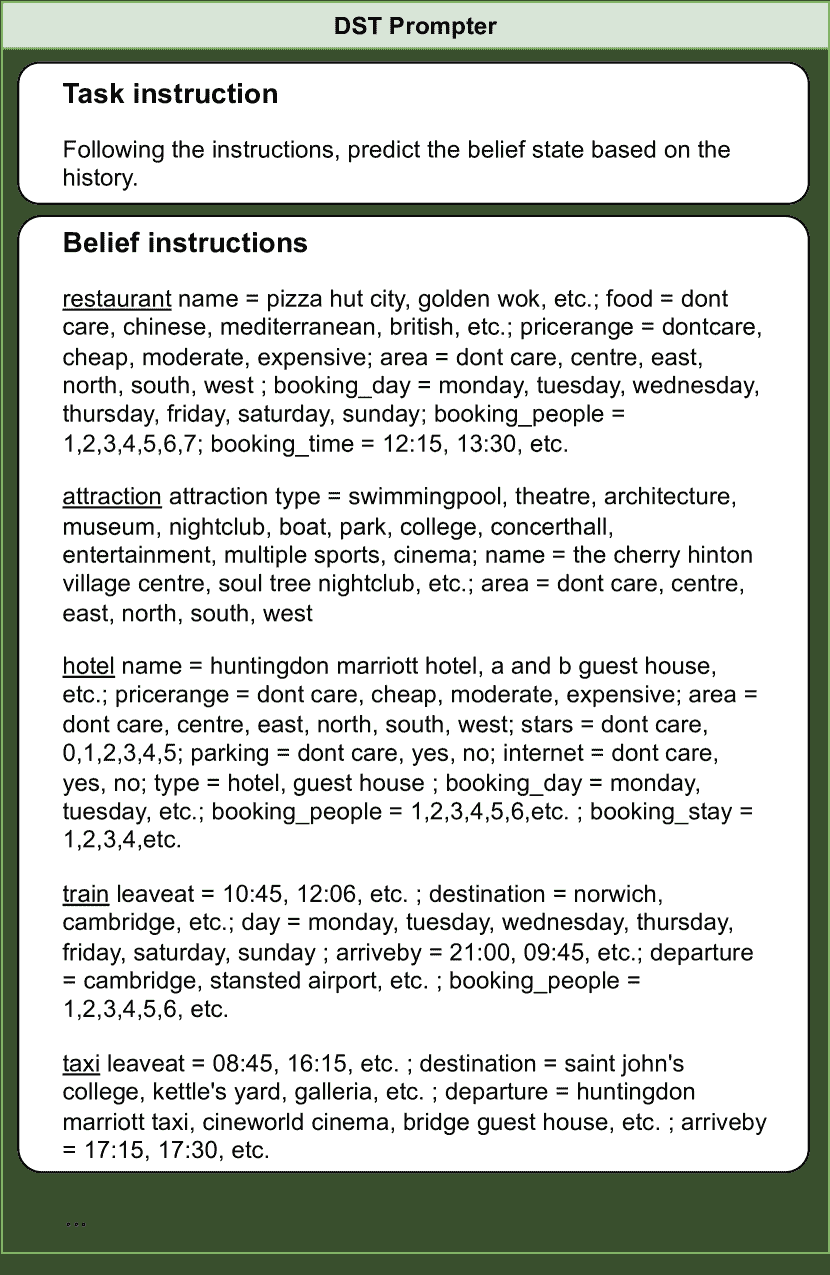 DST Prompter
Task instruction
Following the instructions, predict the belief state based on the
history.
Belief instructions
restaurant name = pizza hut city, golden wok, etc.; food = dont
care, chinese, mediterranean, british, etc.; pricerange = dontcare,
cheap, moderate, expensive; area = dont care, centre, east,
north, south, west ; booking_day = monday, tuesday, wednesday,
thursday, friday, saturday, sunday; booking_people =
1,2,3,4,5,6,7; booking_time = 12:15, 13:30, etc.
attraction attraction type = swimmingpool, theatre, architecture,
museum, nightclub, boat, park, college, concerthall,
entertainment, multiple sports, cinema; name = the cherry hinton
village centre, soul tree nightclub, etc.; area = dont care, centre,
east, north, south, west
hotel name = huntingdon marriott hotel, a and b guest house,
etc.; pricerange = dont care, cheap, moderate, expensive; area =
dont care, centre, east, north, south, west; stars = dont care,
0,1,2,3,4,5; parking = dont care, yes, no; internet = dont care,
yes, no; type = hotel, guest house ; booking_day = monday,
tuesday, etc.; booking_people = 1,2,3,4,5,6,etc. ; booking_stay =
1,2,3,4,etc.
train leaveat = 10:45, 12:06, etc. ; destination = norwich,
cambridge, etc.; day = monday, tuesday, wednesday, thursday,
friday, saturday, sunday ; arriveby = 21:00, 09:45, etc.; departure
= cambridge, stansted airport, etc. ; booking_people =
1,2,3,4,5,6, etc.
taxi leaveat = 08:45, 16:15, etc. ; destination = saint john's
college, kettle's yard, galleria, etc. ; departure = huntingdon
marriott taxi, cineworld cinema, bridge guest house, etc. ; arriveby
= 17:15, 17:30, etc.
...